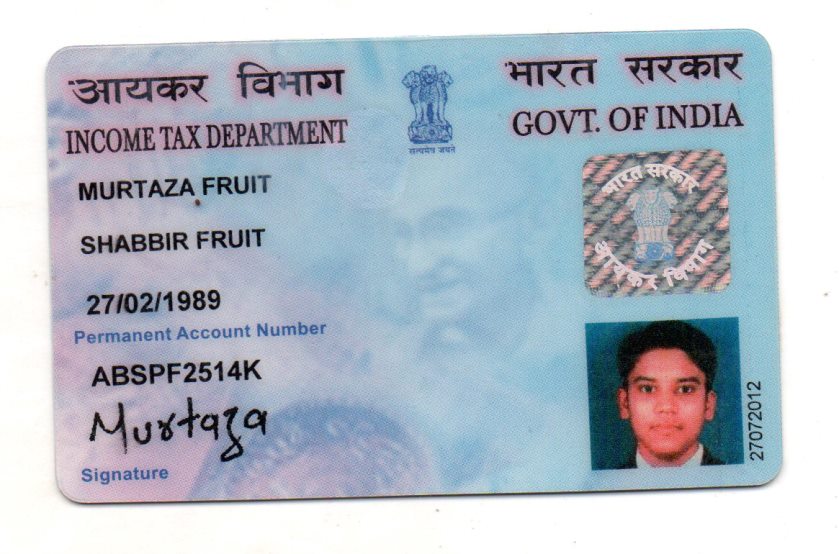 आयकर विभाग
भारत सरकार
INCOME TAX DEPARTMENT
GOVT. OF INDIA
सत्यमेव जयते
MURTAZA FRUIT
SHABBIR FRUIT
27/02/1989
Permanent Account Number
ABSPF2514K
Murtaza
Signature
भारत सरकार
आयकर विभाग
27072012